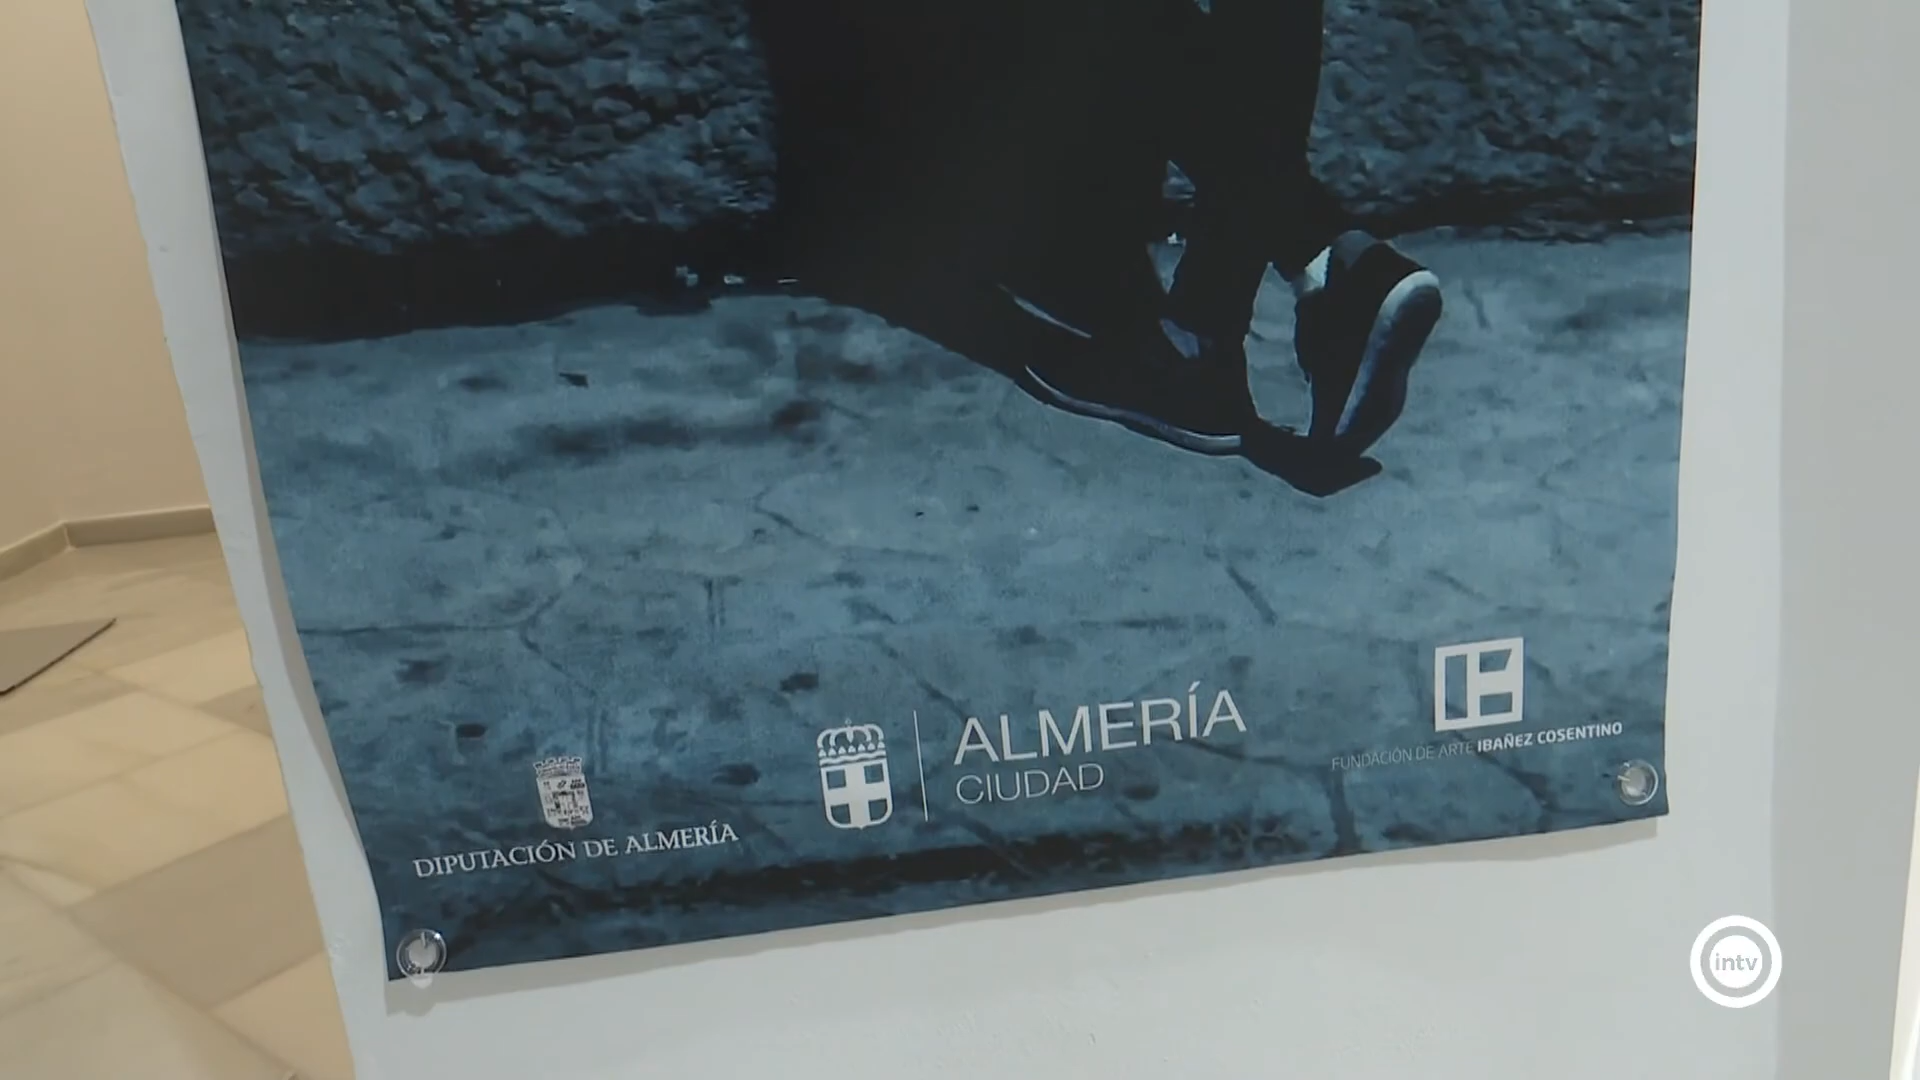 DIPUTACIÓN DE ALMERÍA
ALMERÍA
CIUDAD
FUNDACIÓN DE ARTE IBAÑEZ COSENTINO
intv